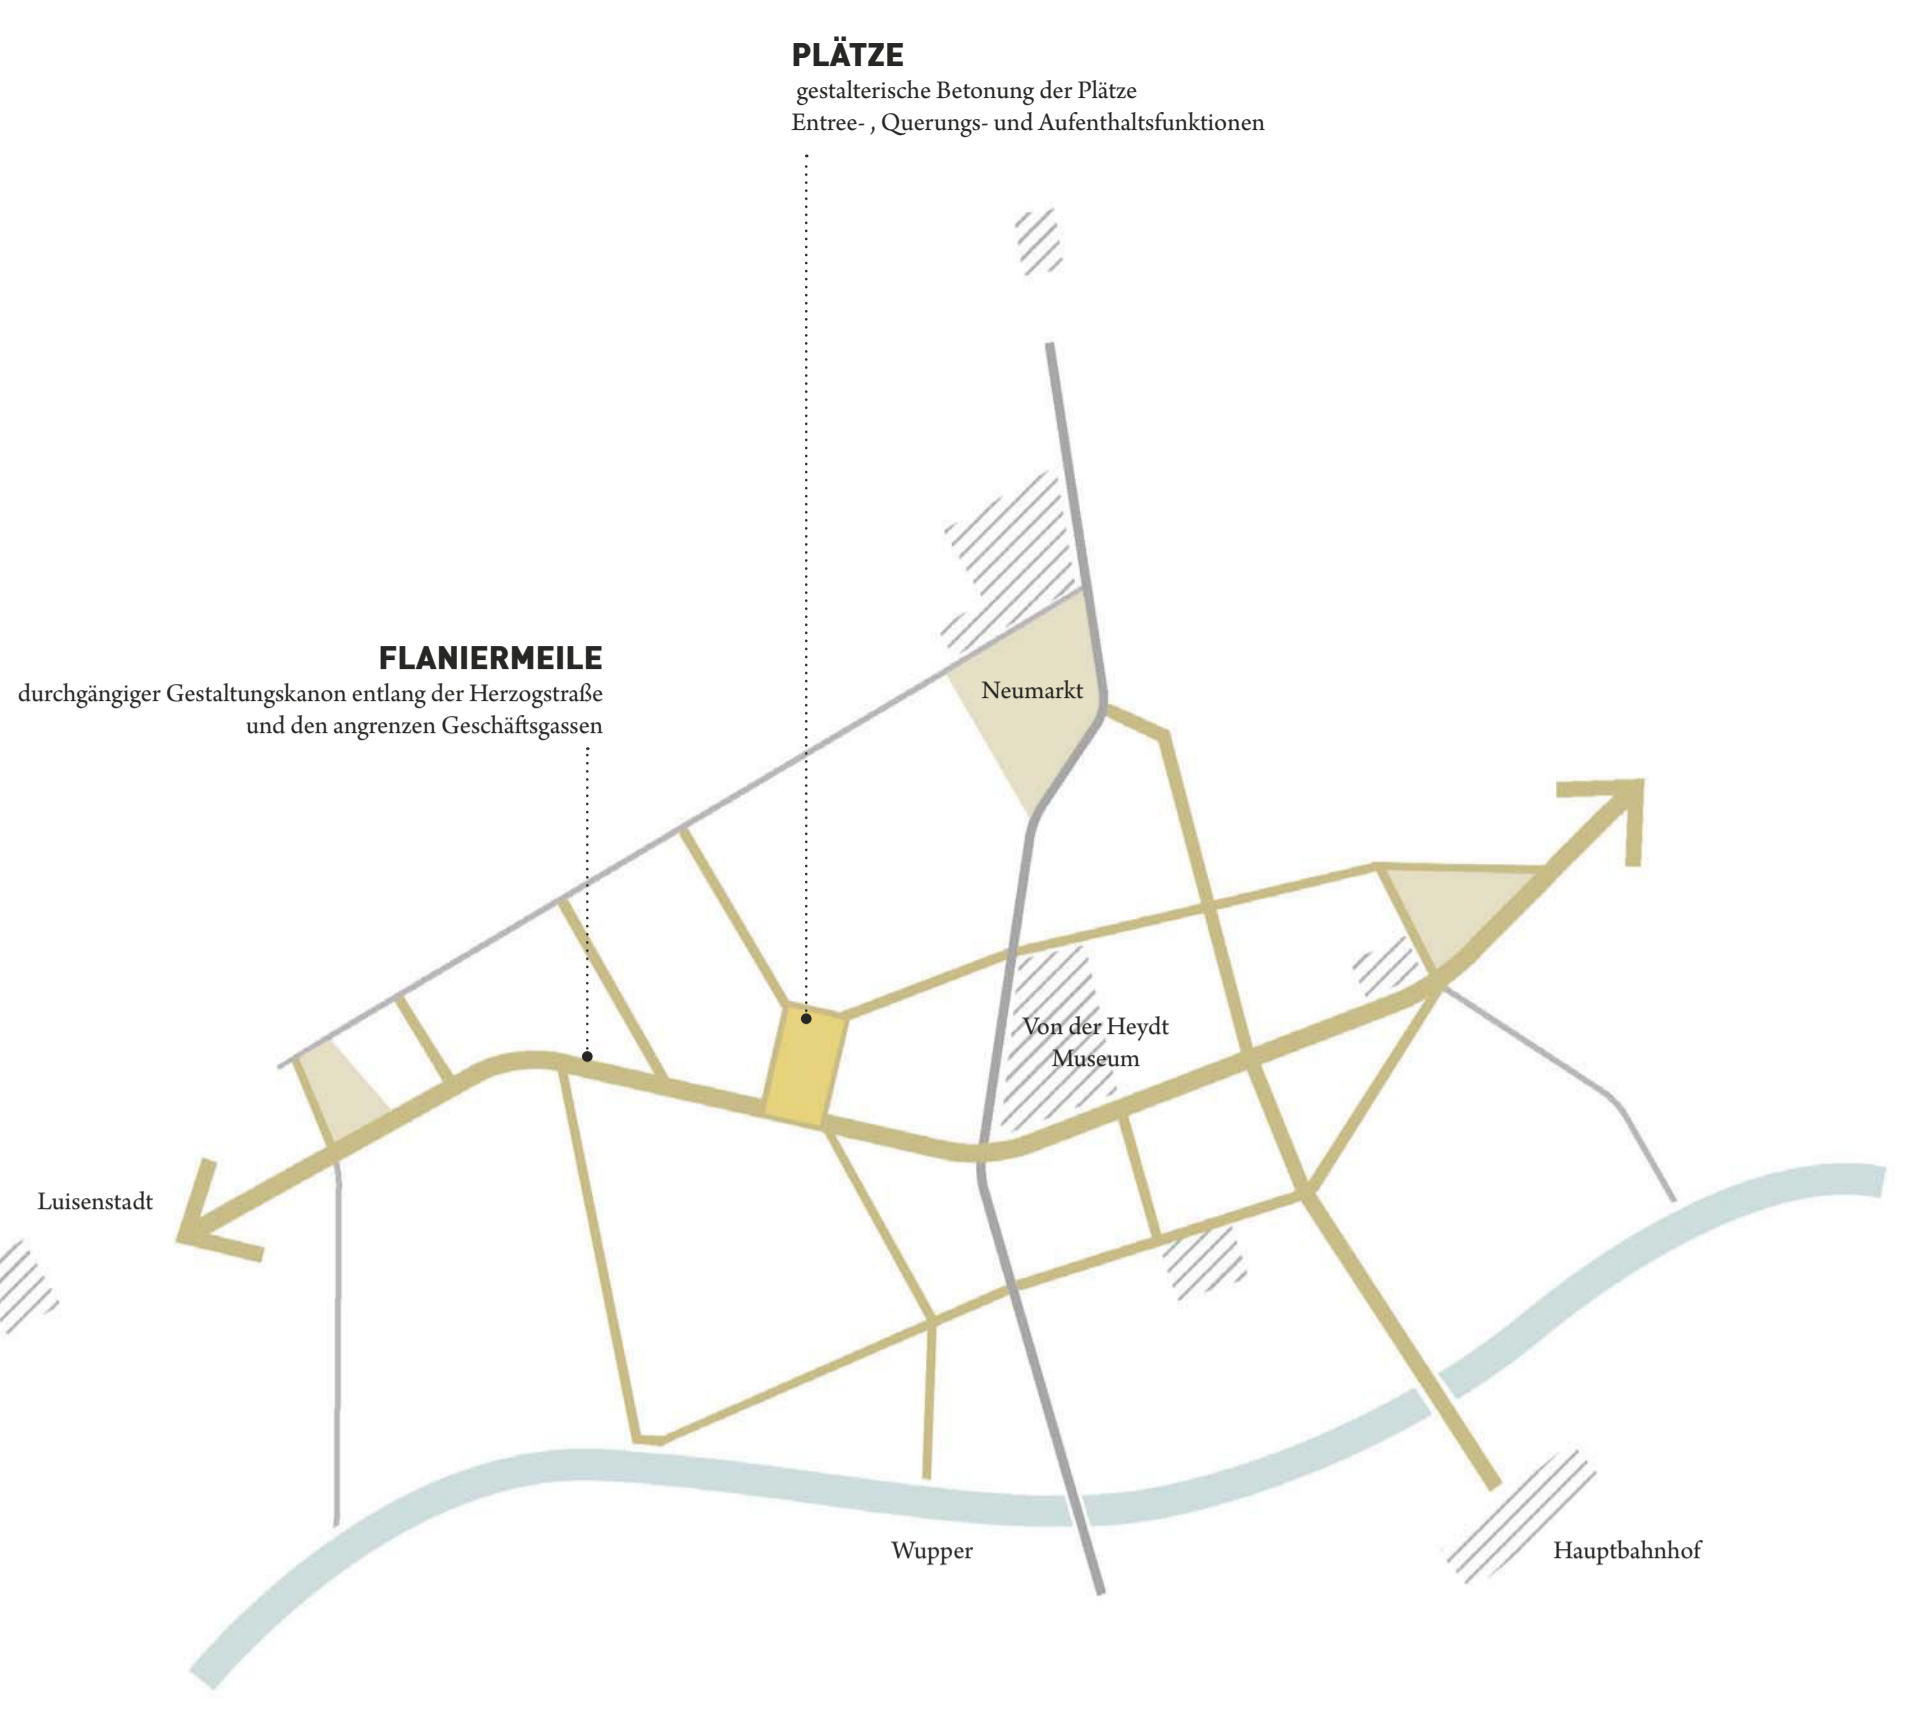 PLÄTZE
gestalterische Betonung der Plätze
Entree- , Querungs- und Aufenthaltsfunktionen
FLANIERMEILE
durchgängiger Gestaltungskanon entlang der Herzogstraße
und den angrenzen Geschäftsgassen
Neumarkt
Von der Heydt
Museum
Luisenstadt
Wupper
Hauptbahnhof